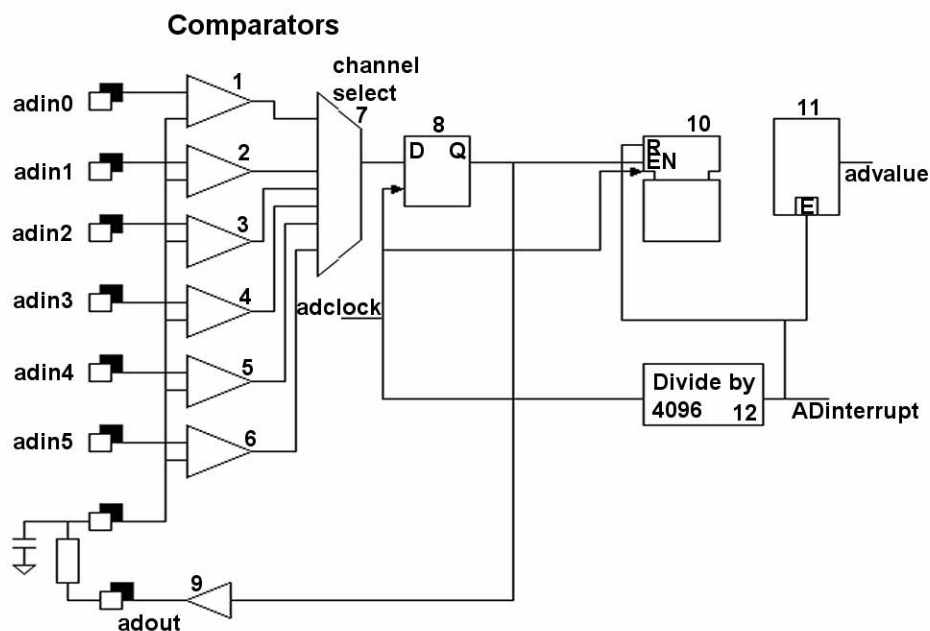 Comparators
channel
select
1
7
8
10
11
adin0
D Q
R
EN
2
adin1
advalue
3
adin2
E
4
adin3
adclock
5
adin4
Divide by
4096 12
ADinterrupt
6
adin5
9
adout